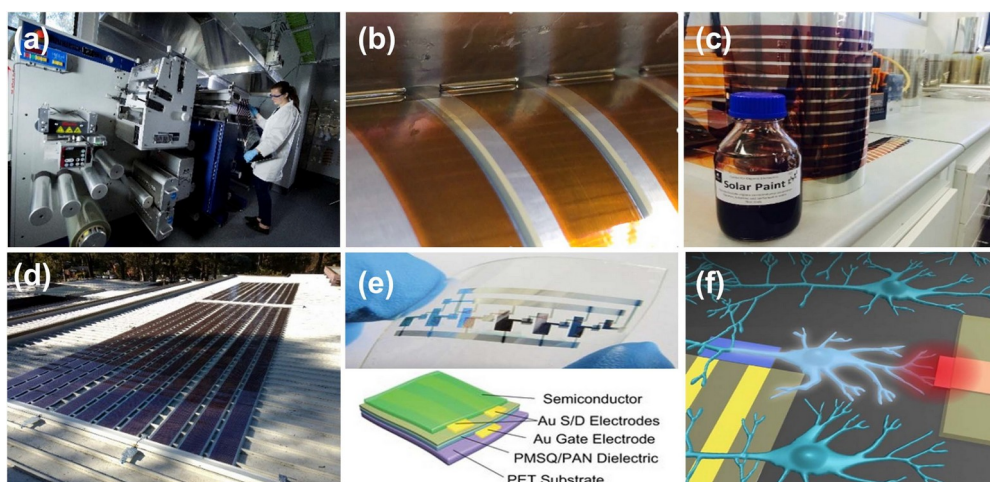 (a)
(b)
(c)
Solar Paint
(d)
(e)
Semiconductor
Au S/D Electrodes
Au Gate Electrode
PMSQ/PAN Dielectric
PET Substrate
(f)